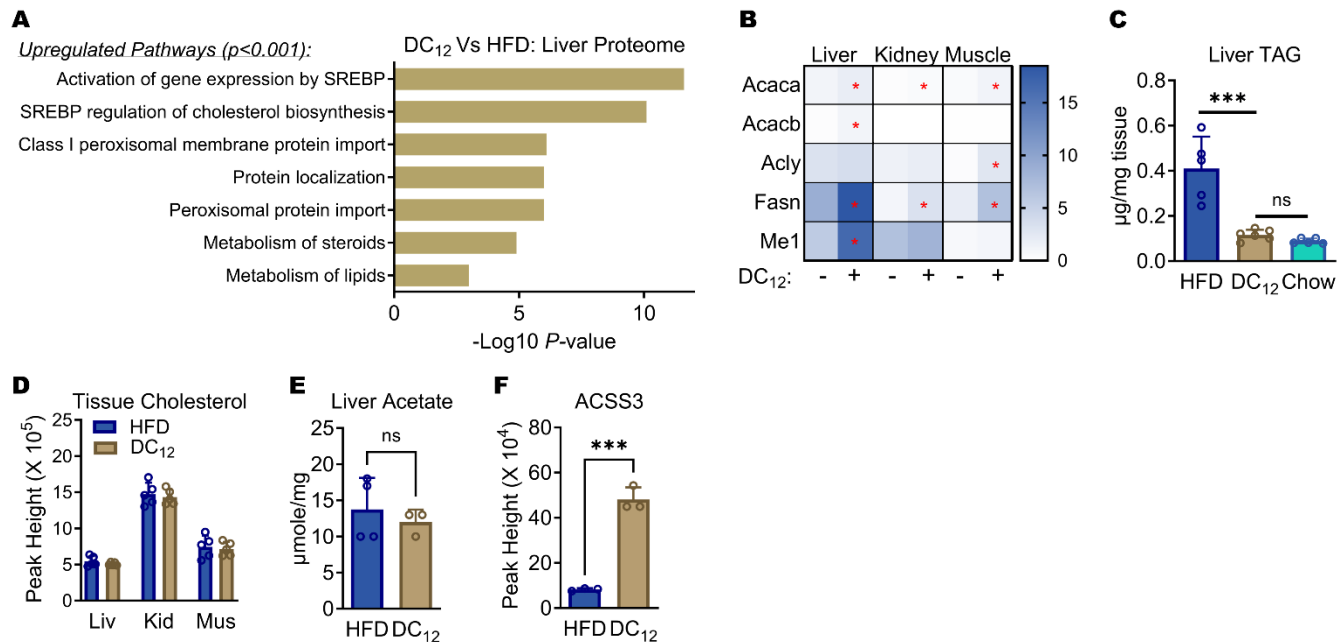 A
Upregulated Pathways (p<0.001):
DC12 Vs HFD: Liver Proteome
Activation of gene expression by SREBP
SREBP regulation of cholesterol biosynthesis
Class I peroxisomal membrane protein import
Protein localization
Peroxisomal protein import
Metabolism of steroids
Metabolism of lipids
0 5 10
-Log10 P-value
B
Liver Kidney Muscle
Acaca * * *
Acacb *
Acly *
Fasn * * *
Me1 *
DC12: - + - + - +
15
10
5
0
C
Liver TAG
µg/mg tissue
0.8
0.6
0.4
0.2
0.0
***
ns
HFD DC12 Chow
D
Tissue Cholesterol
Peak Height (X 10^5)
25
20
15
10
5
0
HFD
DC12
Liv Kid Mus
E
Liver Acetate
µmole/mg
25
20
15
10
5
0
ns
HFD DC12
F
ACSS3
Peak Height (X 10^4)
80
60
40
20
0
***
HFD DC12